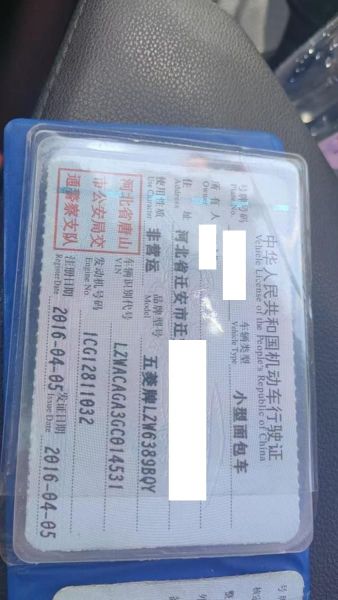 中华人民共和国机动车行驶证
Vehicle License of the People's Republic of China
号牌号码
Plate No.
车辆类型 小型面包车
Vehicle Type
所有人
Owner
住址 河北省迁安市迁
Address
使用性质 非营运
Use Character
品牌型号 五菱牌LZW6389BQY
Model
河北省唐山
市公安局交
通警察支队
车辆识别代号 LZWACAGA3GC014531
VIN
发动机号码 1CG12811032
Engine No.
注册日期 2016-04-05
Register Date
发证日期 2016-04-05
Issue Date